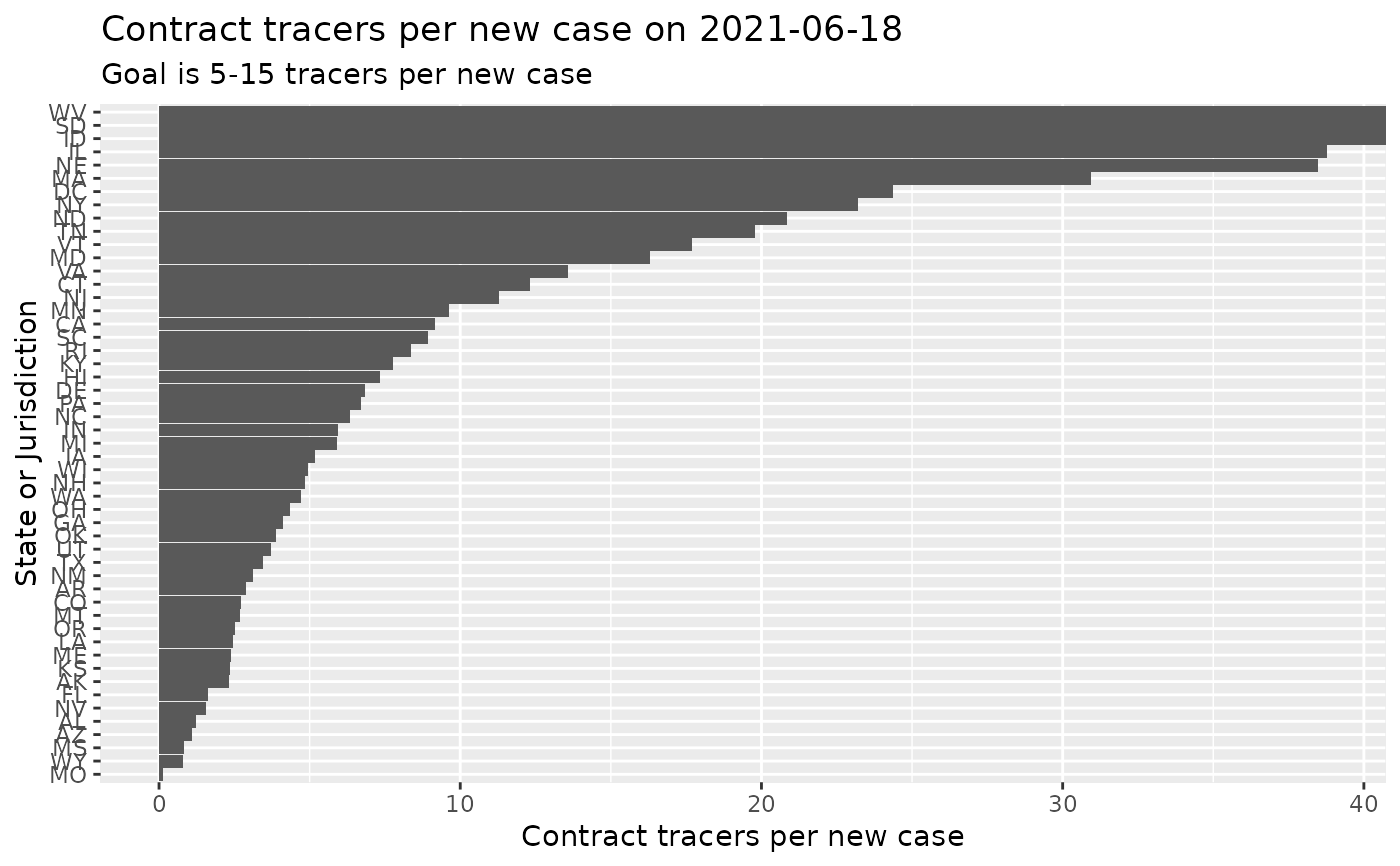 Contract tracers per new case on 2021-06-18
Goal is 5-15 tracers per new case
State or Jurisdiction
WV
SD
ID
IL
NE
MA
DC
NY
ND
TN
VT
MD
VA
CT
NJ
MN
CA
SC
RI
KY
HI
DE
PA
NC
IN
MI
IA
WI
NH
WA
OH
GA
OK
UT
TX
NM
AR
CO
MT
OR
LA
ME
KS
AK
FL
NV
AL
AZ
MS
WY
MO
0 10 20 30 40
Contract tracers per new case